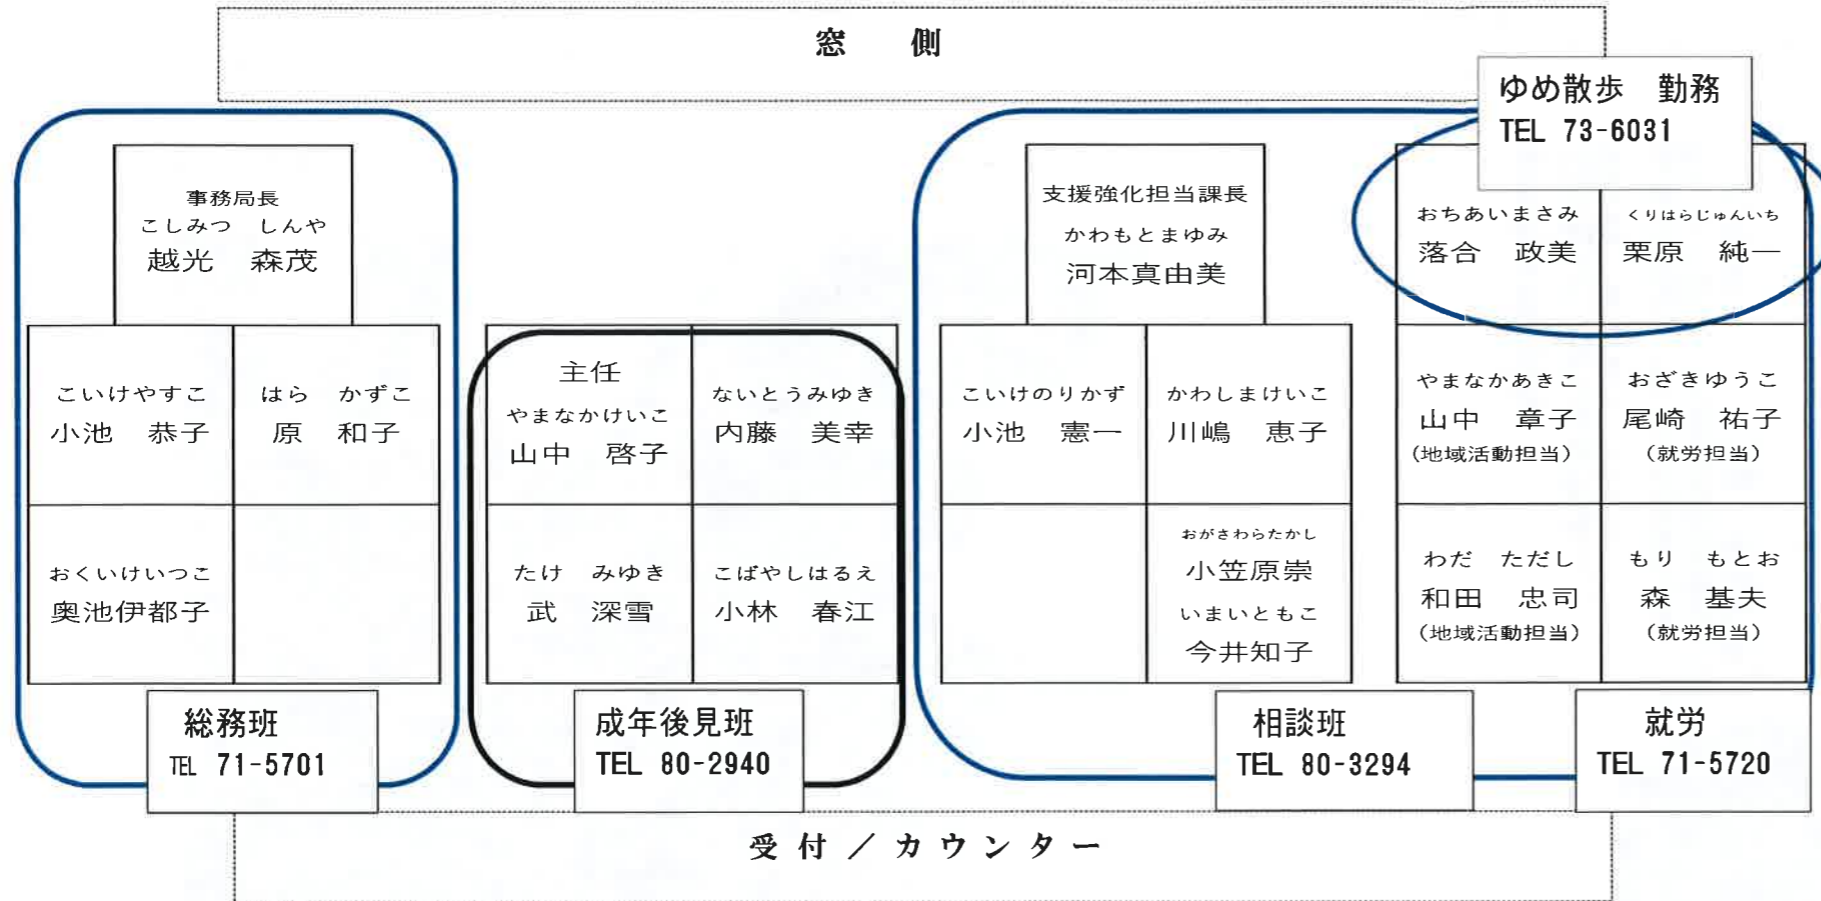 窓　側
ゆめ散歩　勤務
TEL 73-6031
事務局長
こしみつ　しんや
越光　森茂
こいけやすこ
小池　恭子
はら　かずこ
原　和子
おくいけいつこ
奥池伊都子
総務班
TEL 71-5701
主任
やまなかけいこ
山中　啓子
ないとうみゆき
内藤　美幸
たけ　みゆき
武　深雪
こばやしはるえ
小林　春江
成年後見班
TEL 80-2940
支援強化担当課長
かわもとまゆみ
河本真由美
こいけのりかず
小池　憲一
かわしまけいこ
川嶋　恵子
おがさわらたかし
小笠原崇
いまいともこ
今井知子
相談班
TEL 80-3294
おちあいまさみ
落合　政美
くりはらじゅんいち
栗原　純一
やまなかあきこ
山中　章子
(地域活動担当)
おざきゆうこ
尾崎　祐子
(就労担当)
わだ　ただし
和田　忠司
(地域活動担当)
もり　もとお
森　基夫
(就労担当)
就労
TEL 71-5720
受付／カウンター